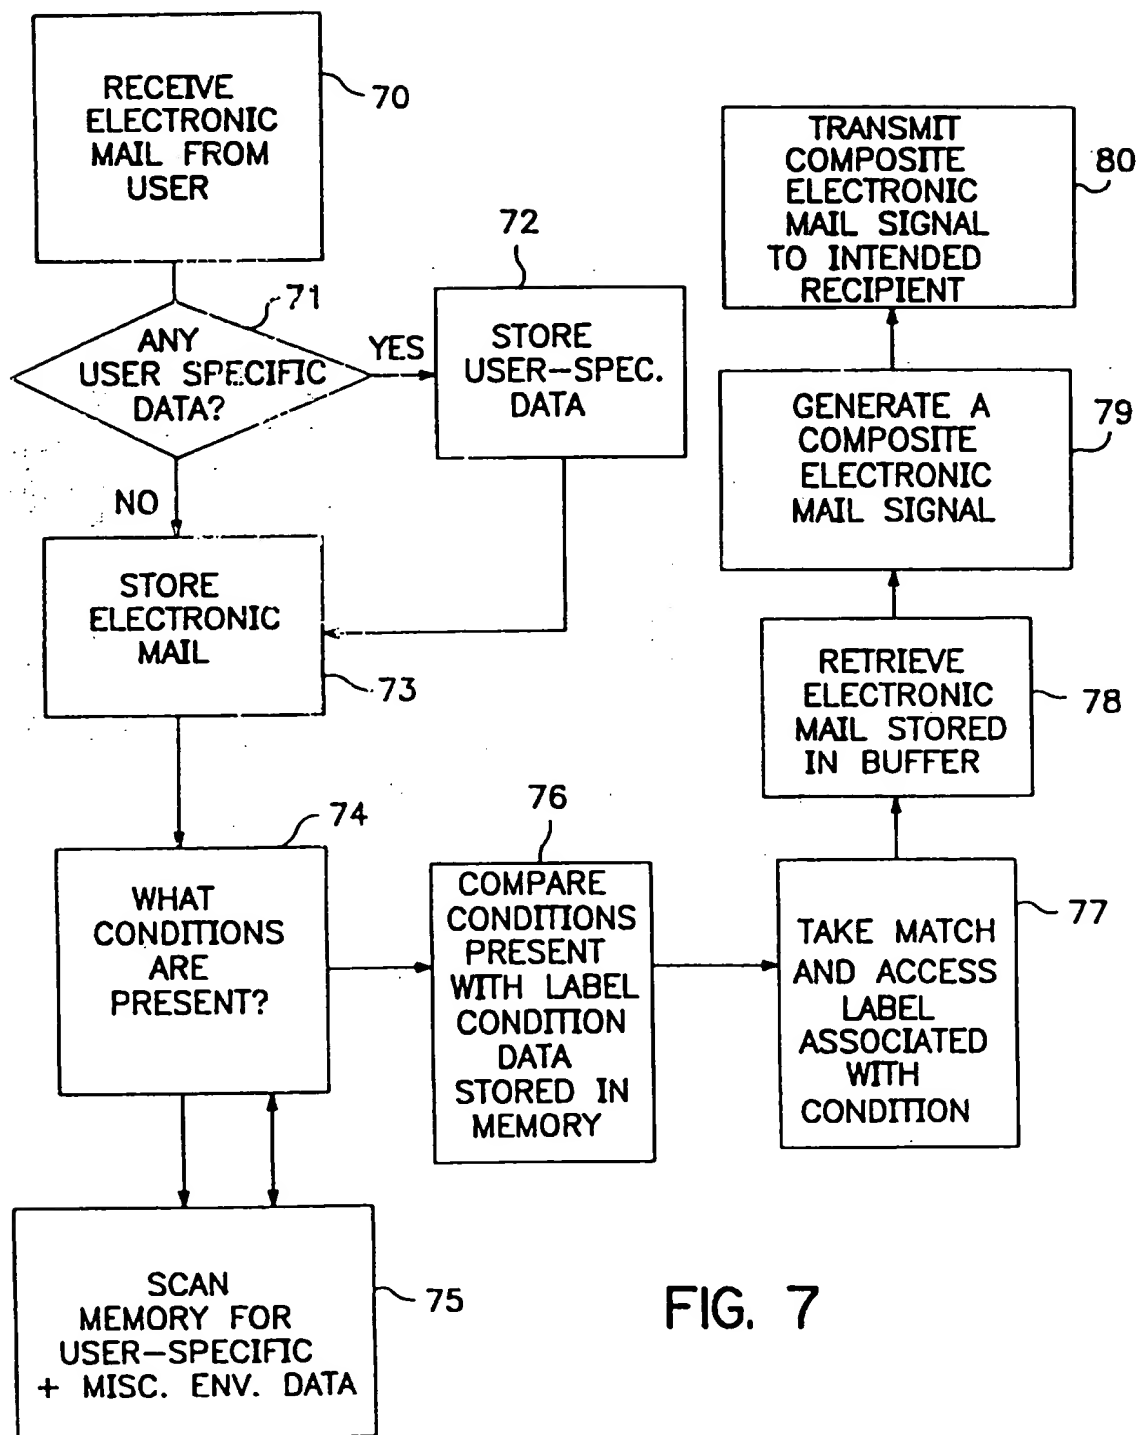 RECEIVE
ELECTRONIC
MAIL FROM
USER
70
71
ANY
USER SPECIFIC
DATA?
YES
NO
72
STORE
USER-SPEC.
DATA
STORE
ELECTRONIC
MAIL
73
74
WHAT
CONDITIONS
ARE
PRESENT?
SCAN
MEMORY FOR
USER-SPECIFIC
+ MISC. ENV. DATA
75
76
COMPARE
CONDITIONS
PRESENT
WITH LABEL
CONDITION
DATA
STORED IN
MEMORY
TAKE MATCH
AND ACCESS
LABEL
ASSOCIATED
WITH
CONDITION
77
RETRIEVE
ELECTRONIC
MAIL STORED
IN BUFFER
78
GENERATE A
COMPOSITE
ELECTRONIC
MAIL SIGNAL
79
TRANSMIT
COMPOSITE
ELECTRONIC
MAIL SIGNAL
TO INTENDED
RECIPIENT
80
FIG. 7